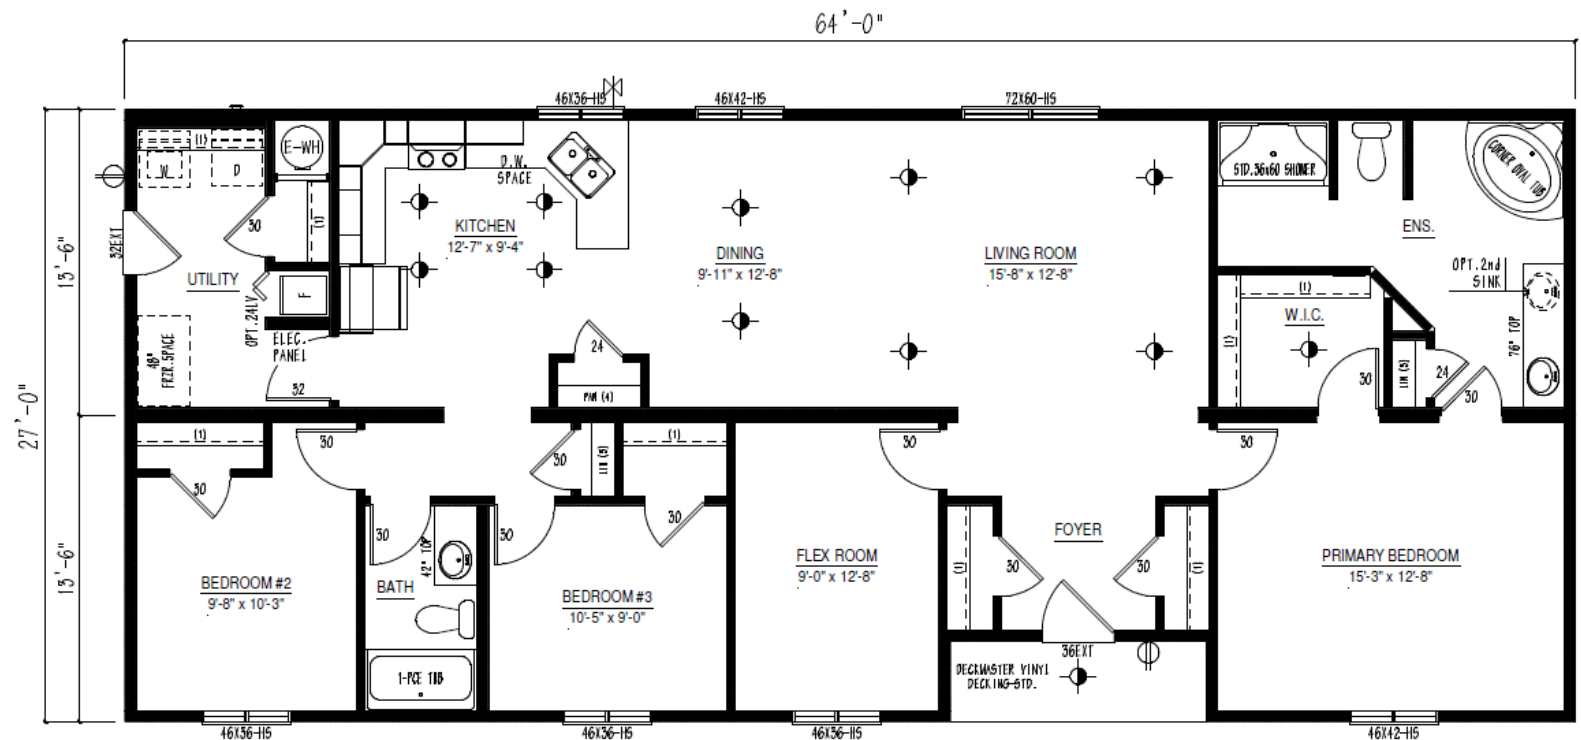 64'-0"
46X36-HS
46X42-HS
72X60-HS
(1)
E-WH
W
D
D.W.
SPACE
STD.36x60 SHOWER
CORNER OVAL TUB
30
(1)
32EXT
KITCHEN
12'-7" x 9'-4"
ENS.
13'-6"
UTILITY
DINING
9'-11" x 12'-8"
LIVING ROOM
15'-8" x 12'-8"
OPT.2nd
SINK
F
(1)
OPT.24LV
W.I.C.
ELEC.
PANEL
48"
FRZR.SPACE
24
(1)
76" TOP
32
PAN (4)
30
LIN (5)
24
30
27'-0"
(1)
30
30
LIN (5)
(1)
30
30
30
30
13'-6"
30
42" TOP
30
FOYER
FLEX ROOM
9'-0" x 12'-8"
(1)
30
30
(1)
PRIMARY BEDROOM
15'-3" x 12'-8"
BEDROOM #2
9'-8" x 10'-3"
BATH
BEDROOM #3
10'-5" x 9'-0"
36EXT
DECKMASTER VINYL
DECKING-STD.
1-PCE TUB
46X36-HS
46X36-HS
46X36-HS
46X42-HS